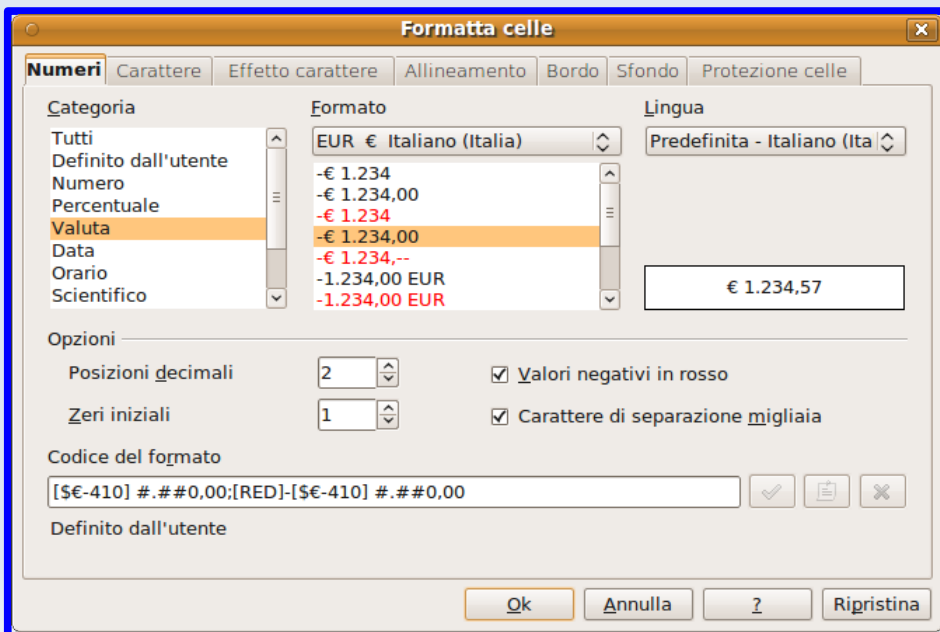 Formatta celle
Numeri Carattere Effetto carattere Allineamento Bordo Sfondo Protezione celle
Categoria
Tutti
Definito dall'utente
Numero
Percentuale
Valuta
Data
Orario
Scientifico
Formato
EUR € Italiano (Italia)
-€ 1.234
-€ 1.234,00
-€ 1.234
-€ 1.234,00
-€ 1.234,--
-1.234,00 EUR
-1.234,00 EUR
Lingua
Predefinita - Italiano (Ita
€ 1.234,57
Opzioni
Posizioni decimali 2
Valori negativi in rosso
Zeri iniziali 1
Carattere di separazione migliaia
Codice del formato
[$€-410] #.##0,00;[RED]-[$€-410] #.##0,00
Definito dall'utente
Ok Annulla ? Ripristina